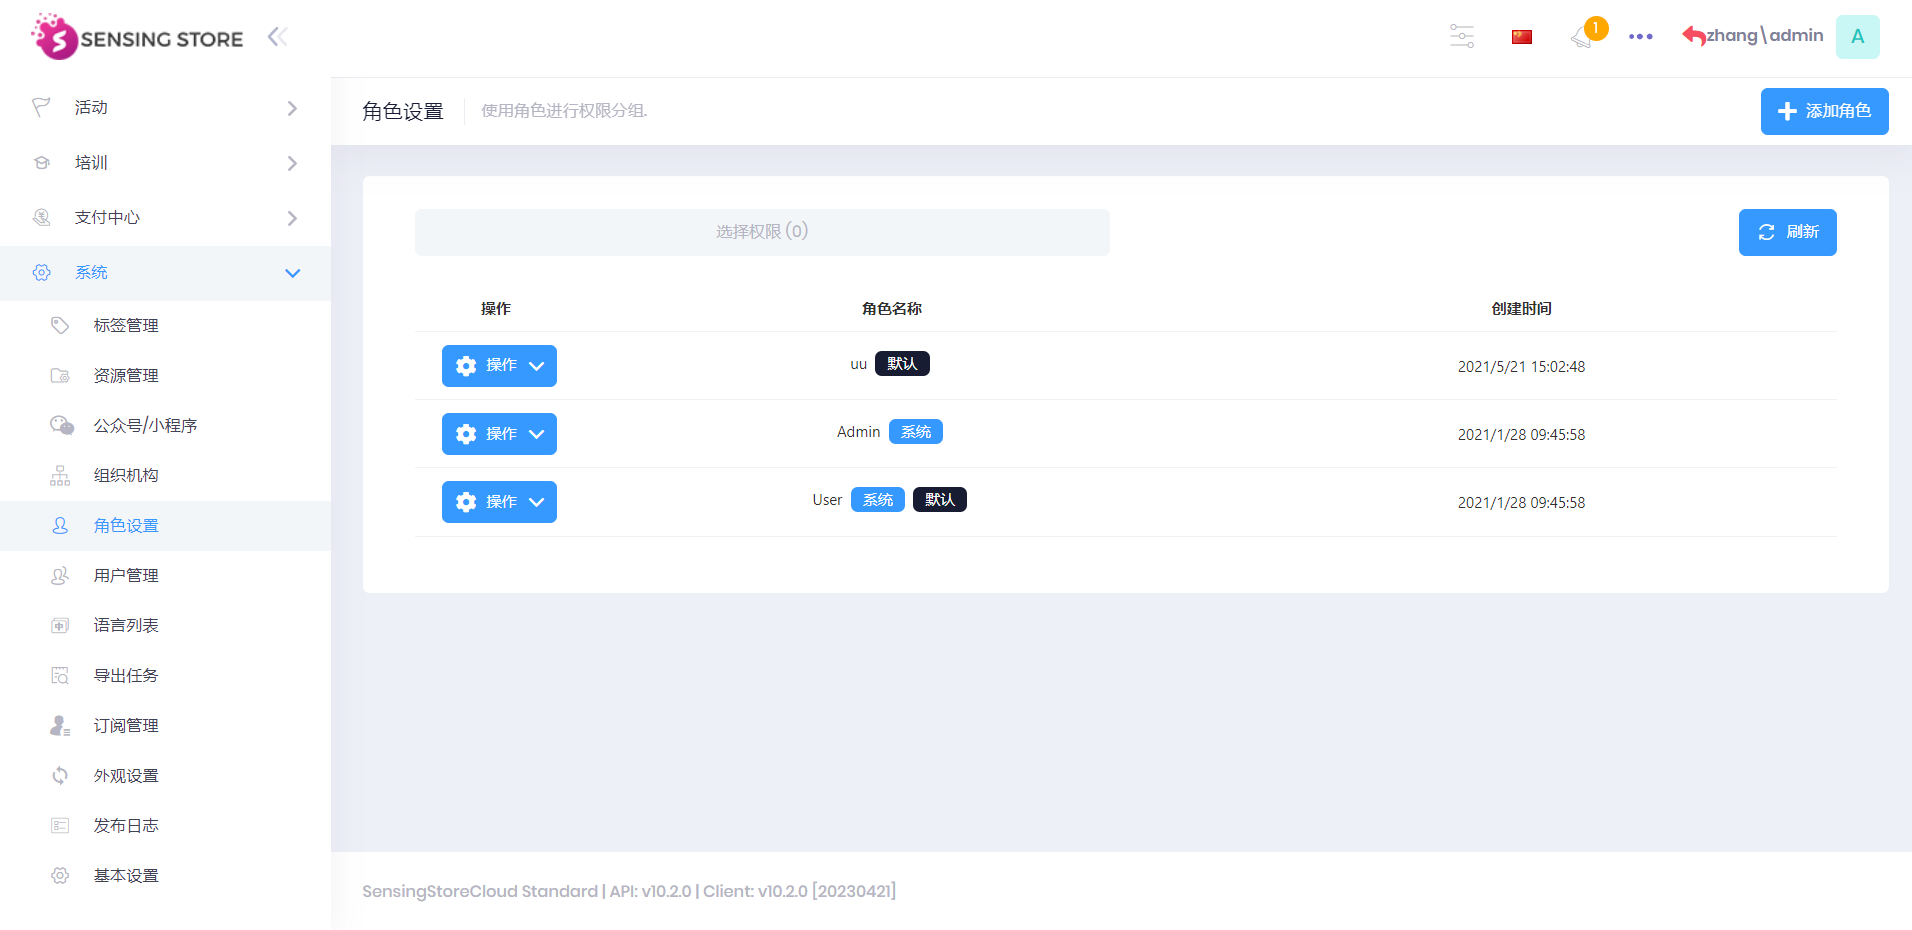 SENSING STORE
1
zhang\admin
A
活动
培训
支付中心
系统
标签管理
资源管理
公众号/小程序
组织机构
角色设置
用户管理
语言列表
导出任务
订阅管理
外观设置
发布日志
基本设置
角色设置
使用角色进行权限分组.
添加角色
选择权限 (0)
刷新
操作 角色名称 创建时间
操作 uu 默认 2021/5/21 15:02:48
操作 Admin 系统 2021/1/28 09:45:58
操作 User 系统 默认 2021/1/28 09:45:58
SensingStoreCloud Standard | API: v10.2.0 | Client: v10.2.0 [20230421]